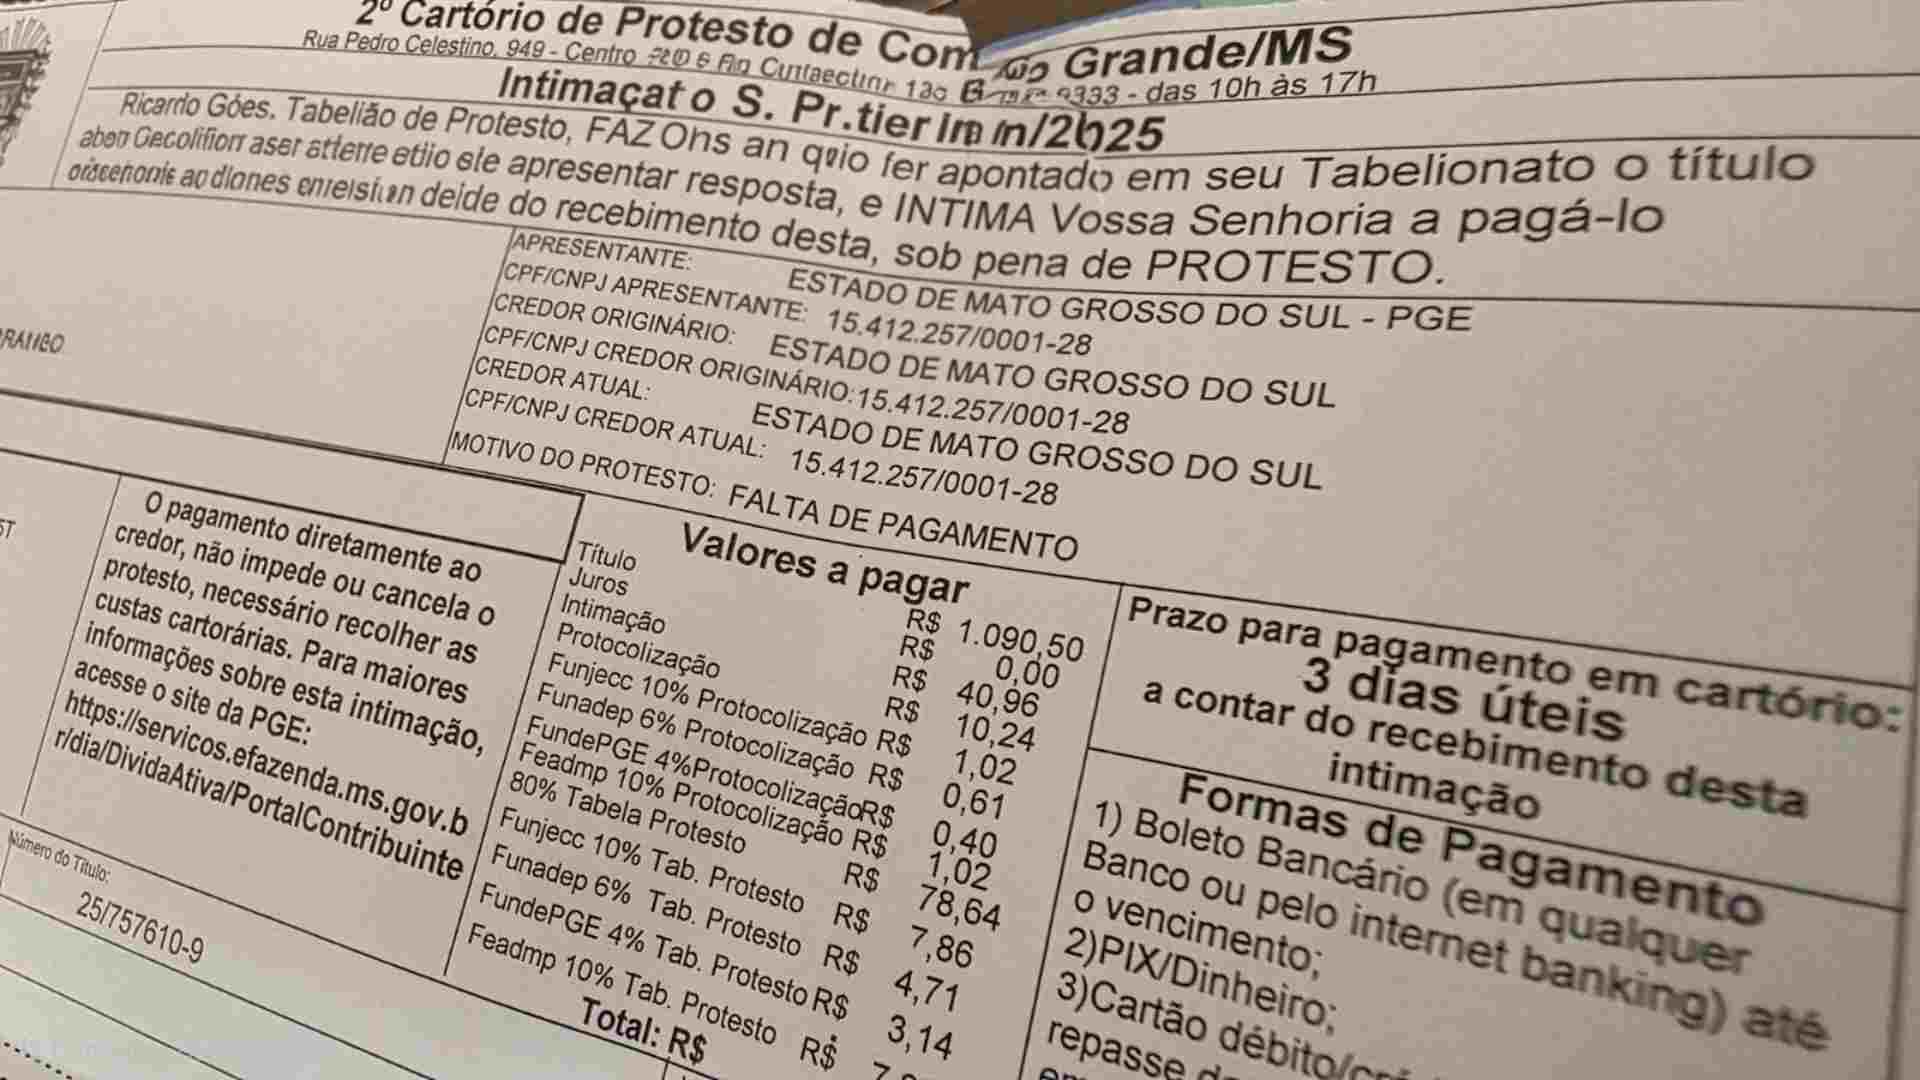 2º Cartório de Protesto de Grande/MS
Rua Pedro Celestino, 949 - Centro - das 10h às 17h
Ricardo Góes, Tabelião de Protesto, apontado em seu Tabelionato o título
apresentar resposta, e INTIMA Vossa Senhoria a pagá-lo
do recebimento desta, sob pena de PROTESTO.
APRESENTANTE: ESTADO DE MATO GROSSO DO SUL - PGE
CPF/CNPJ APRESENTANTE: 15.412.257/0001-28
CREDOR ORIGINÁRIO: ESTADO DE MATO GROSSO DO SUL
CPF/CNPJ CREDOR ORIGINÁRIO:15.412.257/0001-28
CREDOR ATUAL: ESTADO DE MATO GROSSO DO SUL
CPF/CNPJ CREDOR ATUAL: 15.412.257/0001-28
MOTIVO DO PROTESTO: FALTA DE PAGAMENTO
O pagamento diretamente ao
credor, não impede ou cancela o
protesto, necessário recolher as
custas cartorárias. Para maiores
informações sobre esta intimação,
acesse o site da PGE:
https://servicos.efazenda.ms.gov.b
r/dia/DividaAtiva/PortalContribuinte
Número do Título:
25/757610-9
Valores a pagar
Título R$ 1.090,50
Juros R$ 0,00
Intimação R$ 40,96
Protocolização R$ 10,24
Funjecc 10% Protocolização R$ 1,02
Funadep 6% Protocolização R$ 0,61
FundePGE 4%Protocolização R$ 0,40
Feadmp 10% Protocolização R$ 1,02
80% Tabela Protesto R$ 78,64
Funjecc 10% Tab. Protesto R$ 7,86
Funadep 6% Tab. Protesto R$ 4,71
FundePGE 4% Tab. Protesto R$ 3,14
Feadmp 10% Tab. Protesto R$
Total: R$
Prazo para pagamento em cartório:
3 dias úteis
a contar do recebimento desta
intimação
Formas de Pagamento
1) Boleto Bancário (em qualquer
Banco ou pelo internet banking) até
o vencimento;
2)PIX/Dinheiro;
3)Cartão débito/
repasse